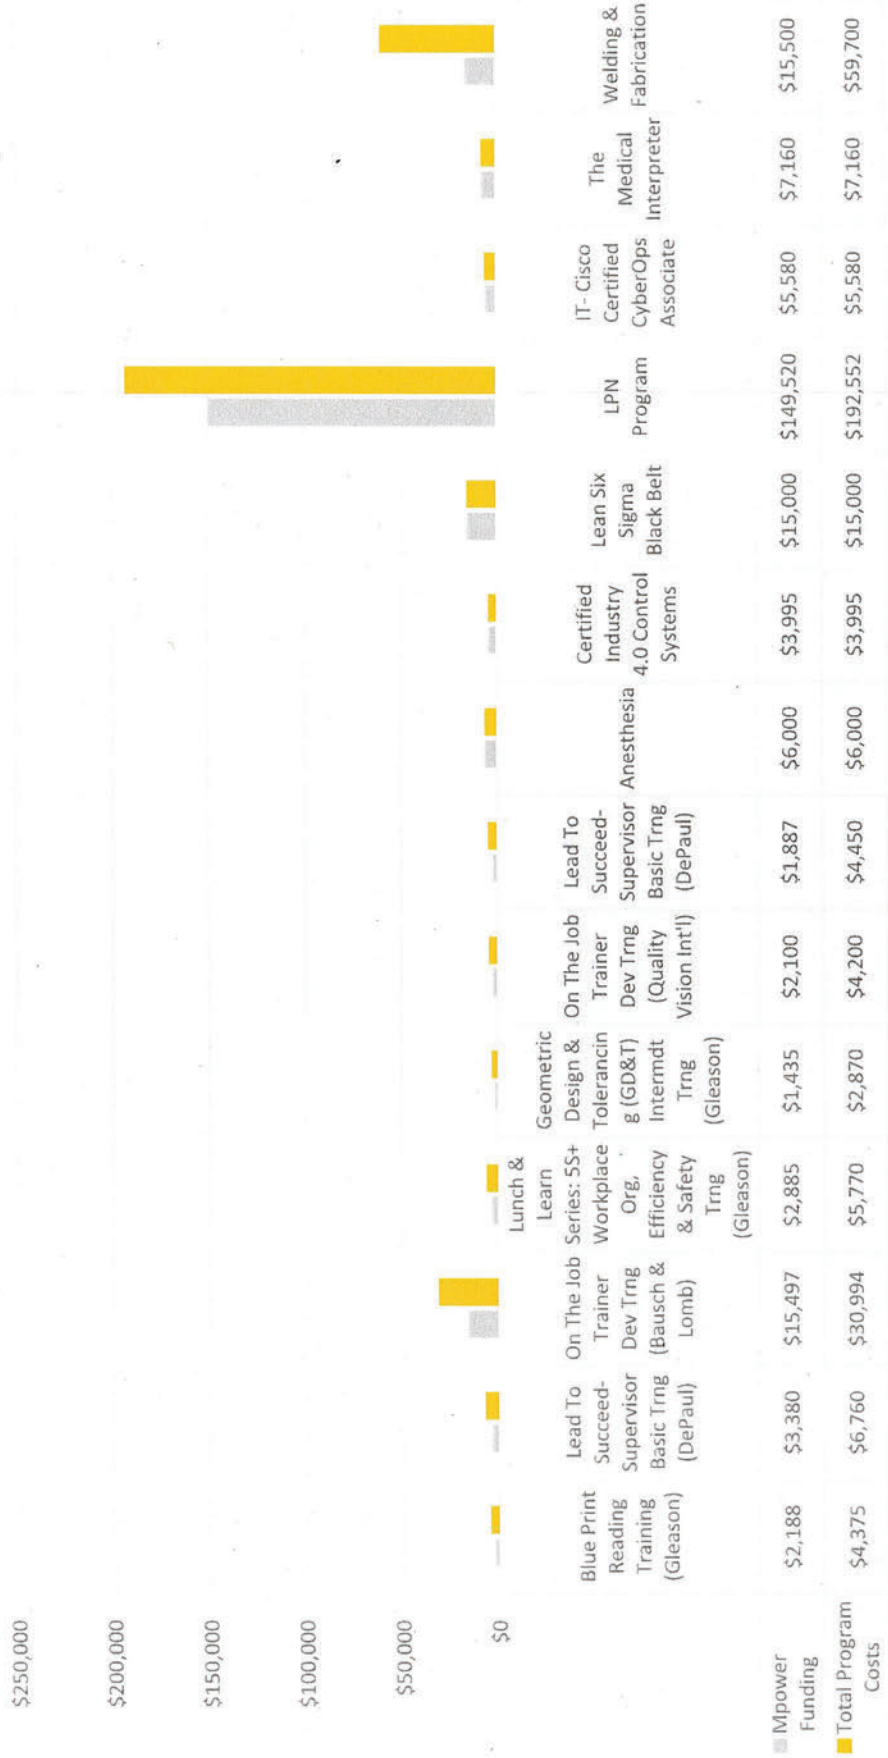 $250,000
$200,000
$150,000
$100,000
$50,000
$0
Blue Print
Reading
Training
(Gleason)
Lead To
Succeed-
Supervisor
Basic Trng
(DePaul)
On The Job
Trainer
Dev Trng
(Bausch &
Lomb)
Lunch &
Learn
Series: 5S+
Workplace
Org,
Efficiency
& Safety
Trng
(Gleason)
Geometric
Design &
Tolerancin
g (GD&T)
Intermdt
Trng
(Gleason)
On The Job
Trainer
Dev Trng
(Quality
Vision Int'l)
Lead To
Succeed-
Supervisor
Basic Trng
(DePaul)
Anesthesia
Certified
Industry
4.0 Control
Systems
Lean Six
Sigma
Black Belt
LPN
Program
IT- Cisco
Certified
CyberOps
Associate
The
Medical
Interpreter
Welding &
Fabrication
Mpower
Funding
$2,188
$3,380
$15,497
$2,885
$1,435
$2,100
$1,887
$6,000
$3,995
$15,000
$149,520
$5,580
$7,160
$15,500
Total Program
Costs
$4,375
$6,760
$30,994
$5,770
$2,870
$4,200
$4,450
$6,000
$3,995
$15,000
$192,552
$5,580
$7,160
$59,700